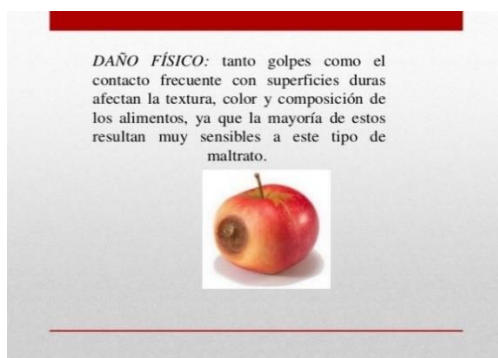 DAÑO FÍSICO: tanto golpes como el
contacto frecuente con superficies duras
afectan la textura, color y composición de
los alimentos, ya que la mayoría de estos
resultan muy sensibles a este tipo de
maltrato.